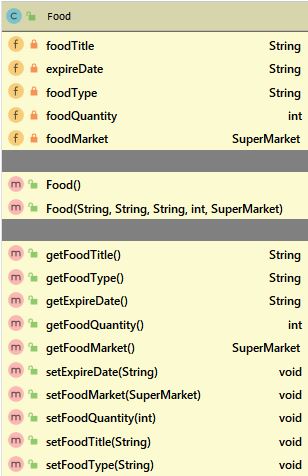 C Food
f foodTitle String
f expireDate String
f foodType String
f foodQuantity int
f foodMarket SuperMarket
m Food()
m Food(String, String, String, int, SuperMarket)
m getFoodTitle() String
m getFoodType() String
m getExpireDate() String
m getFoodQuantity() int
m getFoodMarket() SuperMarket
m setExpireDate(String) void
m setFoodMarket(SuperMarket) void
m setFoodQuantity(int) void
m setFoodTitle(String) void
m setFoodType(String) void